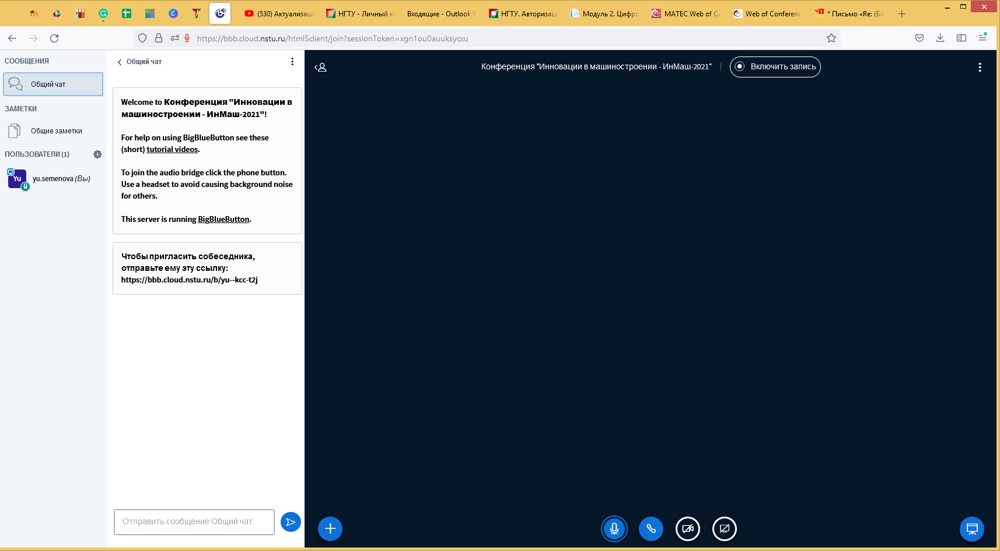 (530) Актуализац
НГТУ - Личный ка
Входящие - Outlook W
НГТУ. Авторизаци
Модуль 2. Цифро
MATEC Web of Co
Web of Conferenc
* Письмо «Re: (Бе
https://bbb.cloud.nstu.ru/html5client/join?sessionToken=xgn1ou0auuksycxu
СООБЩЕНИЯ
Общий чат
ЗАМЕТКИ
Общие заметки
ПОЛЬЗОВАТЕЛИ (1)
Yu
yu.semenova (Вы)
Общий чат
Welcome to Конференция "Инновации в
машиностроении - ИнМаш-2021"!
For help on using BigBlueButton see these
(short) tutorial videos.
To join the audio bridge click the phone button.
Use a headset to avoid causing background noise
for others.
This server is running BigBlueButton.
Чтобы пригласить собеседника,
отправьте ему эту ссылку:
https://bbb.cloud.nstu.ru/b/yu--kcc-t2j
Отправить сообщение Общий чат
Конференция "Инновации в машиностроении - ИнМаш-2021"
Включить запись